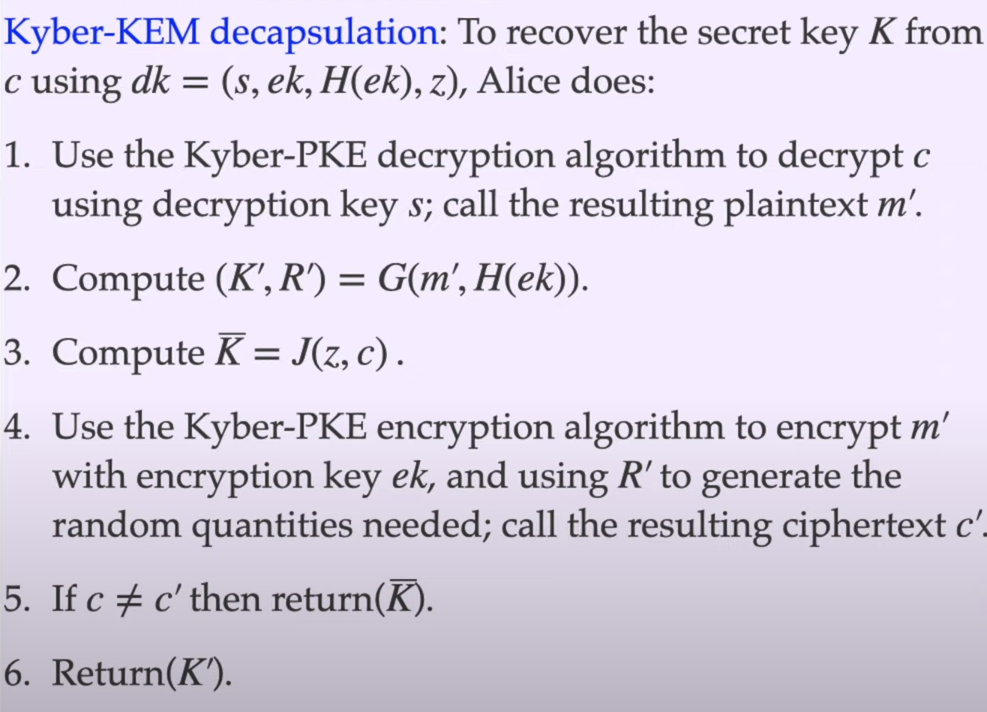 Kyber-KEM decapsulation: To recover the secret key K from
c using dk = (s, ek, H(ek), z), Alice does:
1. Use the Kyber-PKE decryption algorithm to decrypt c
using decryption key s; call the resulting plaintext m′.
2. Compute (K′, R′) = G(m′, H(ek)).
3. Compute K̅ = J(z, c) .
4. Use the Kyber-PKE encryption algorithm to encrypt m′
with encryption key ek, and using R′ to generate the
random quantities needed; call the resulting ciphertext c′.
5. If c ≠ c′ then return(K̅).
6. Return(K′).